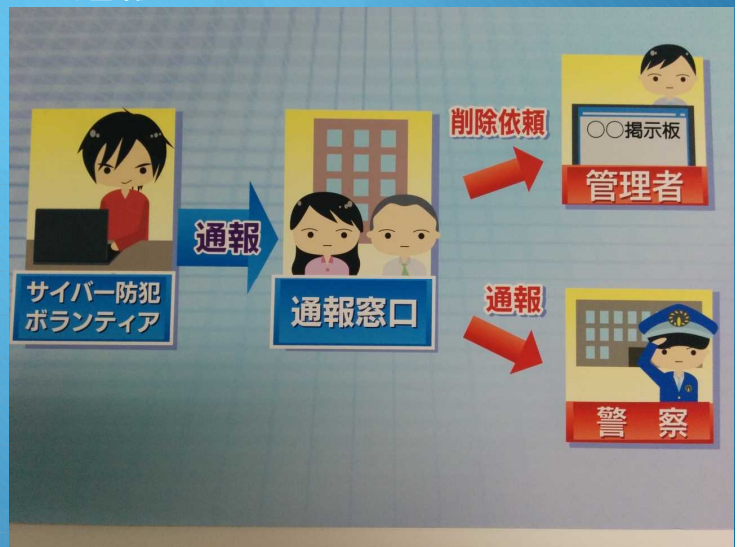 サイバー防犯
ボランティア
通報
通報窓口
削除依頼
○○掲示板
管理者
通報
警察